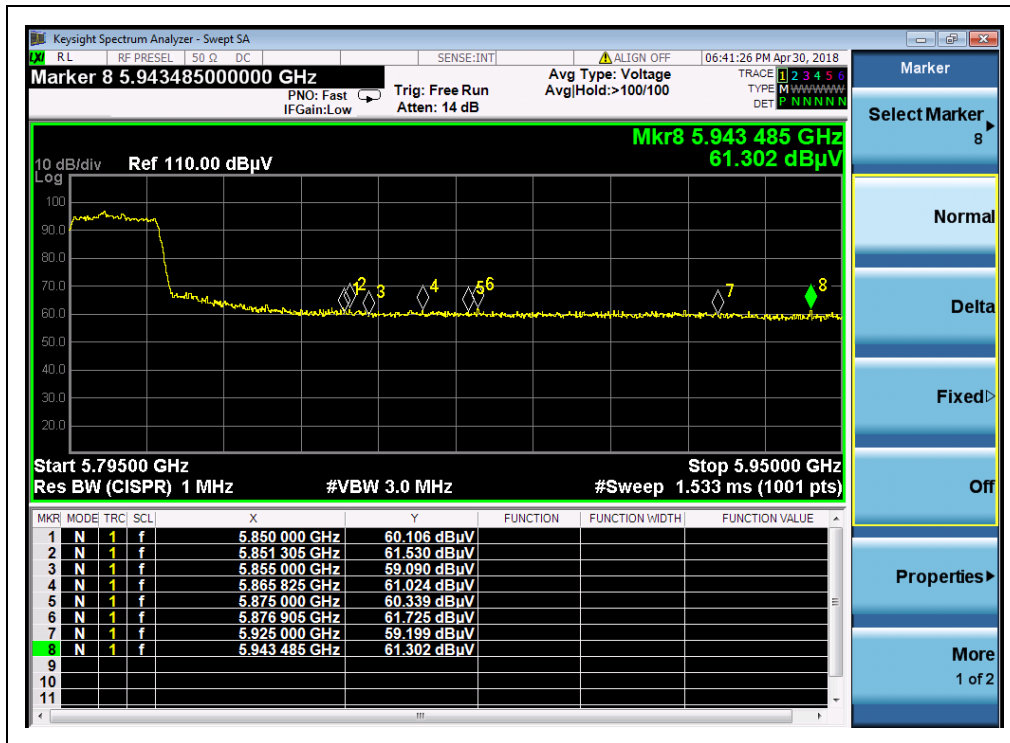 Keysight Spectrum Analyzer - Swept SA
LXI RL RF PRESEL 50 Ω DC SENSE:INT ALIGN OFF 06:41:26 PM Apr 30, 2018
Marker 8 5.943485000000 GHz
PNO: Fast
IFGain:Low
Trig: Free Run
Atten: 14 dB
Avg Type: Voltage
Avg|Hold:>100/100
TRACE 1 2 3 4 5 6
TYPE M W W W W W
DET P N N N N N
Mkr8 5.943 485 GHz
61.302 dBµV
10 dB/div Ref 110.00 dBµV
Log
100
90.0
80.0
70.0
60.0
50.0
40.0
30.0
20.0
1 2 3 4 5 6 7 8
Start 5.79500 GHz Stop 5.95000 GHz
Res BW (CISPR) 1 MHz #VBW 3.0 MHz #Sweep 1.533 ms (1001 pts)
MKR MODE TRC SCL X Y FUNCTION FUNCTION WIDTH FUNCTION VALUE
1 N 1 f 5.850 000 GHz 60.106 dBµV
2 N 1 f 5.851 305 GHz 61.530 dBµV
3 N 1 f 5.855 000 GHz 59.090 dBµV
4 N 1 f 5.865 825 GHz 61.024 dBµV
5 N 1 f 5.875 000 GHz 60.339 dBµV
6 N 1 f 5.876 905 GHz 61.725 dBµV
7 N 1 f 5.925 000 GHz 59.199 dBµV
8 N 1 f 5.943 485 GHz 61.302 dBµV
9
10
11
Marker
Select Marker
8
Normal
Delta
Fixed
Off
Properties
More
1 of 2